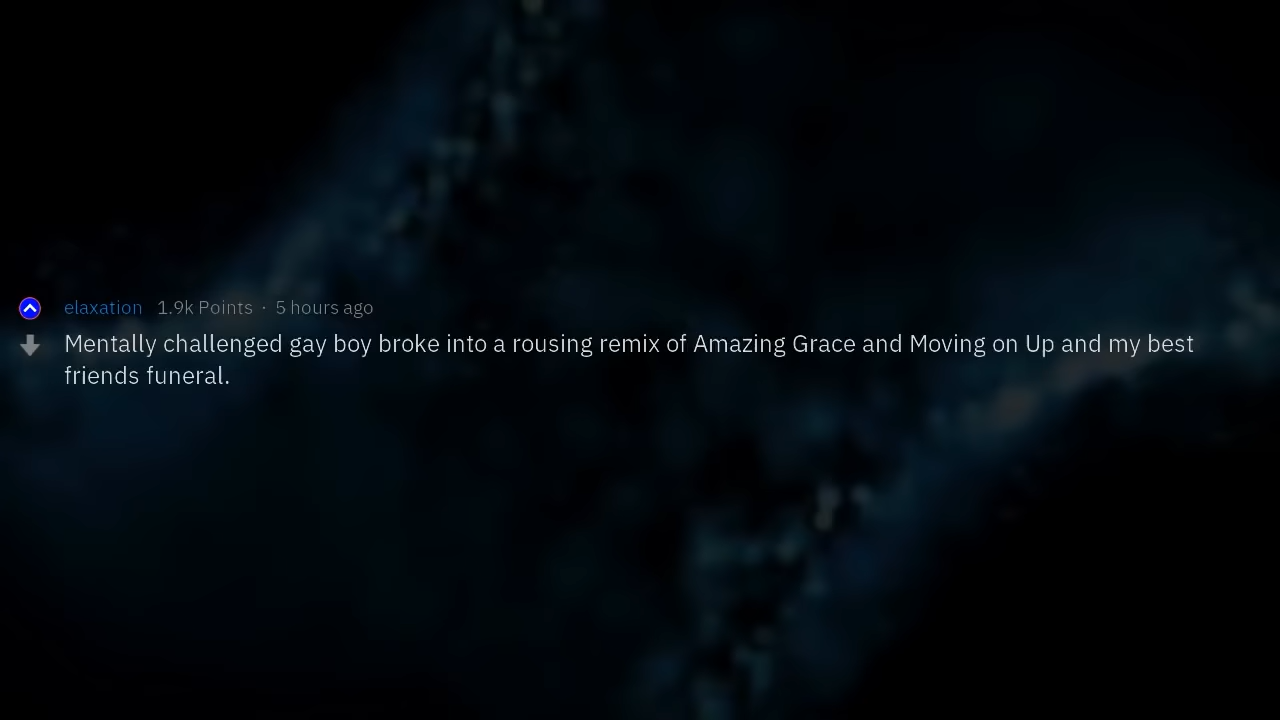 elaxation 1.9k Points · 5 hours ago
Mentally challenged gay boy broke into a rousing remix of Amazing Grace and Moving on Up and my best
friends funeral.